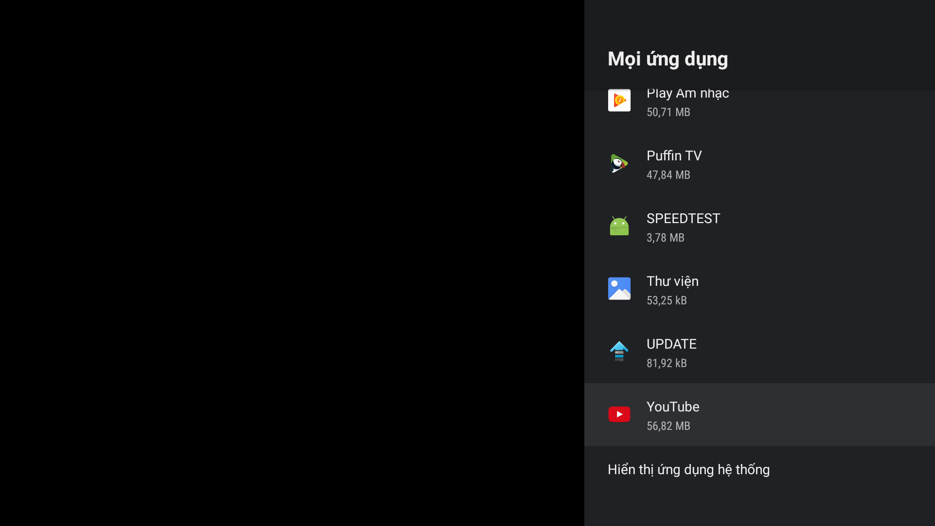 Mọi ứng dụng
Play Âm nhạc
50,71 MB
Puffin TV
47,84 MB
SPEEDTEST
3,78 MB
Thư viện
53,25 kB
UPDATE
81,92 kB
YouTube
56,82 MB
Hiển thị ứng dụng hệ thống